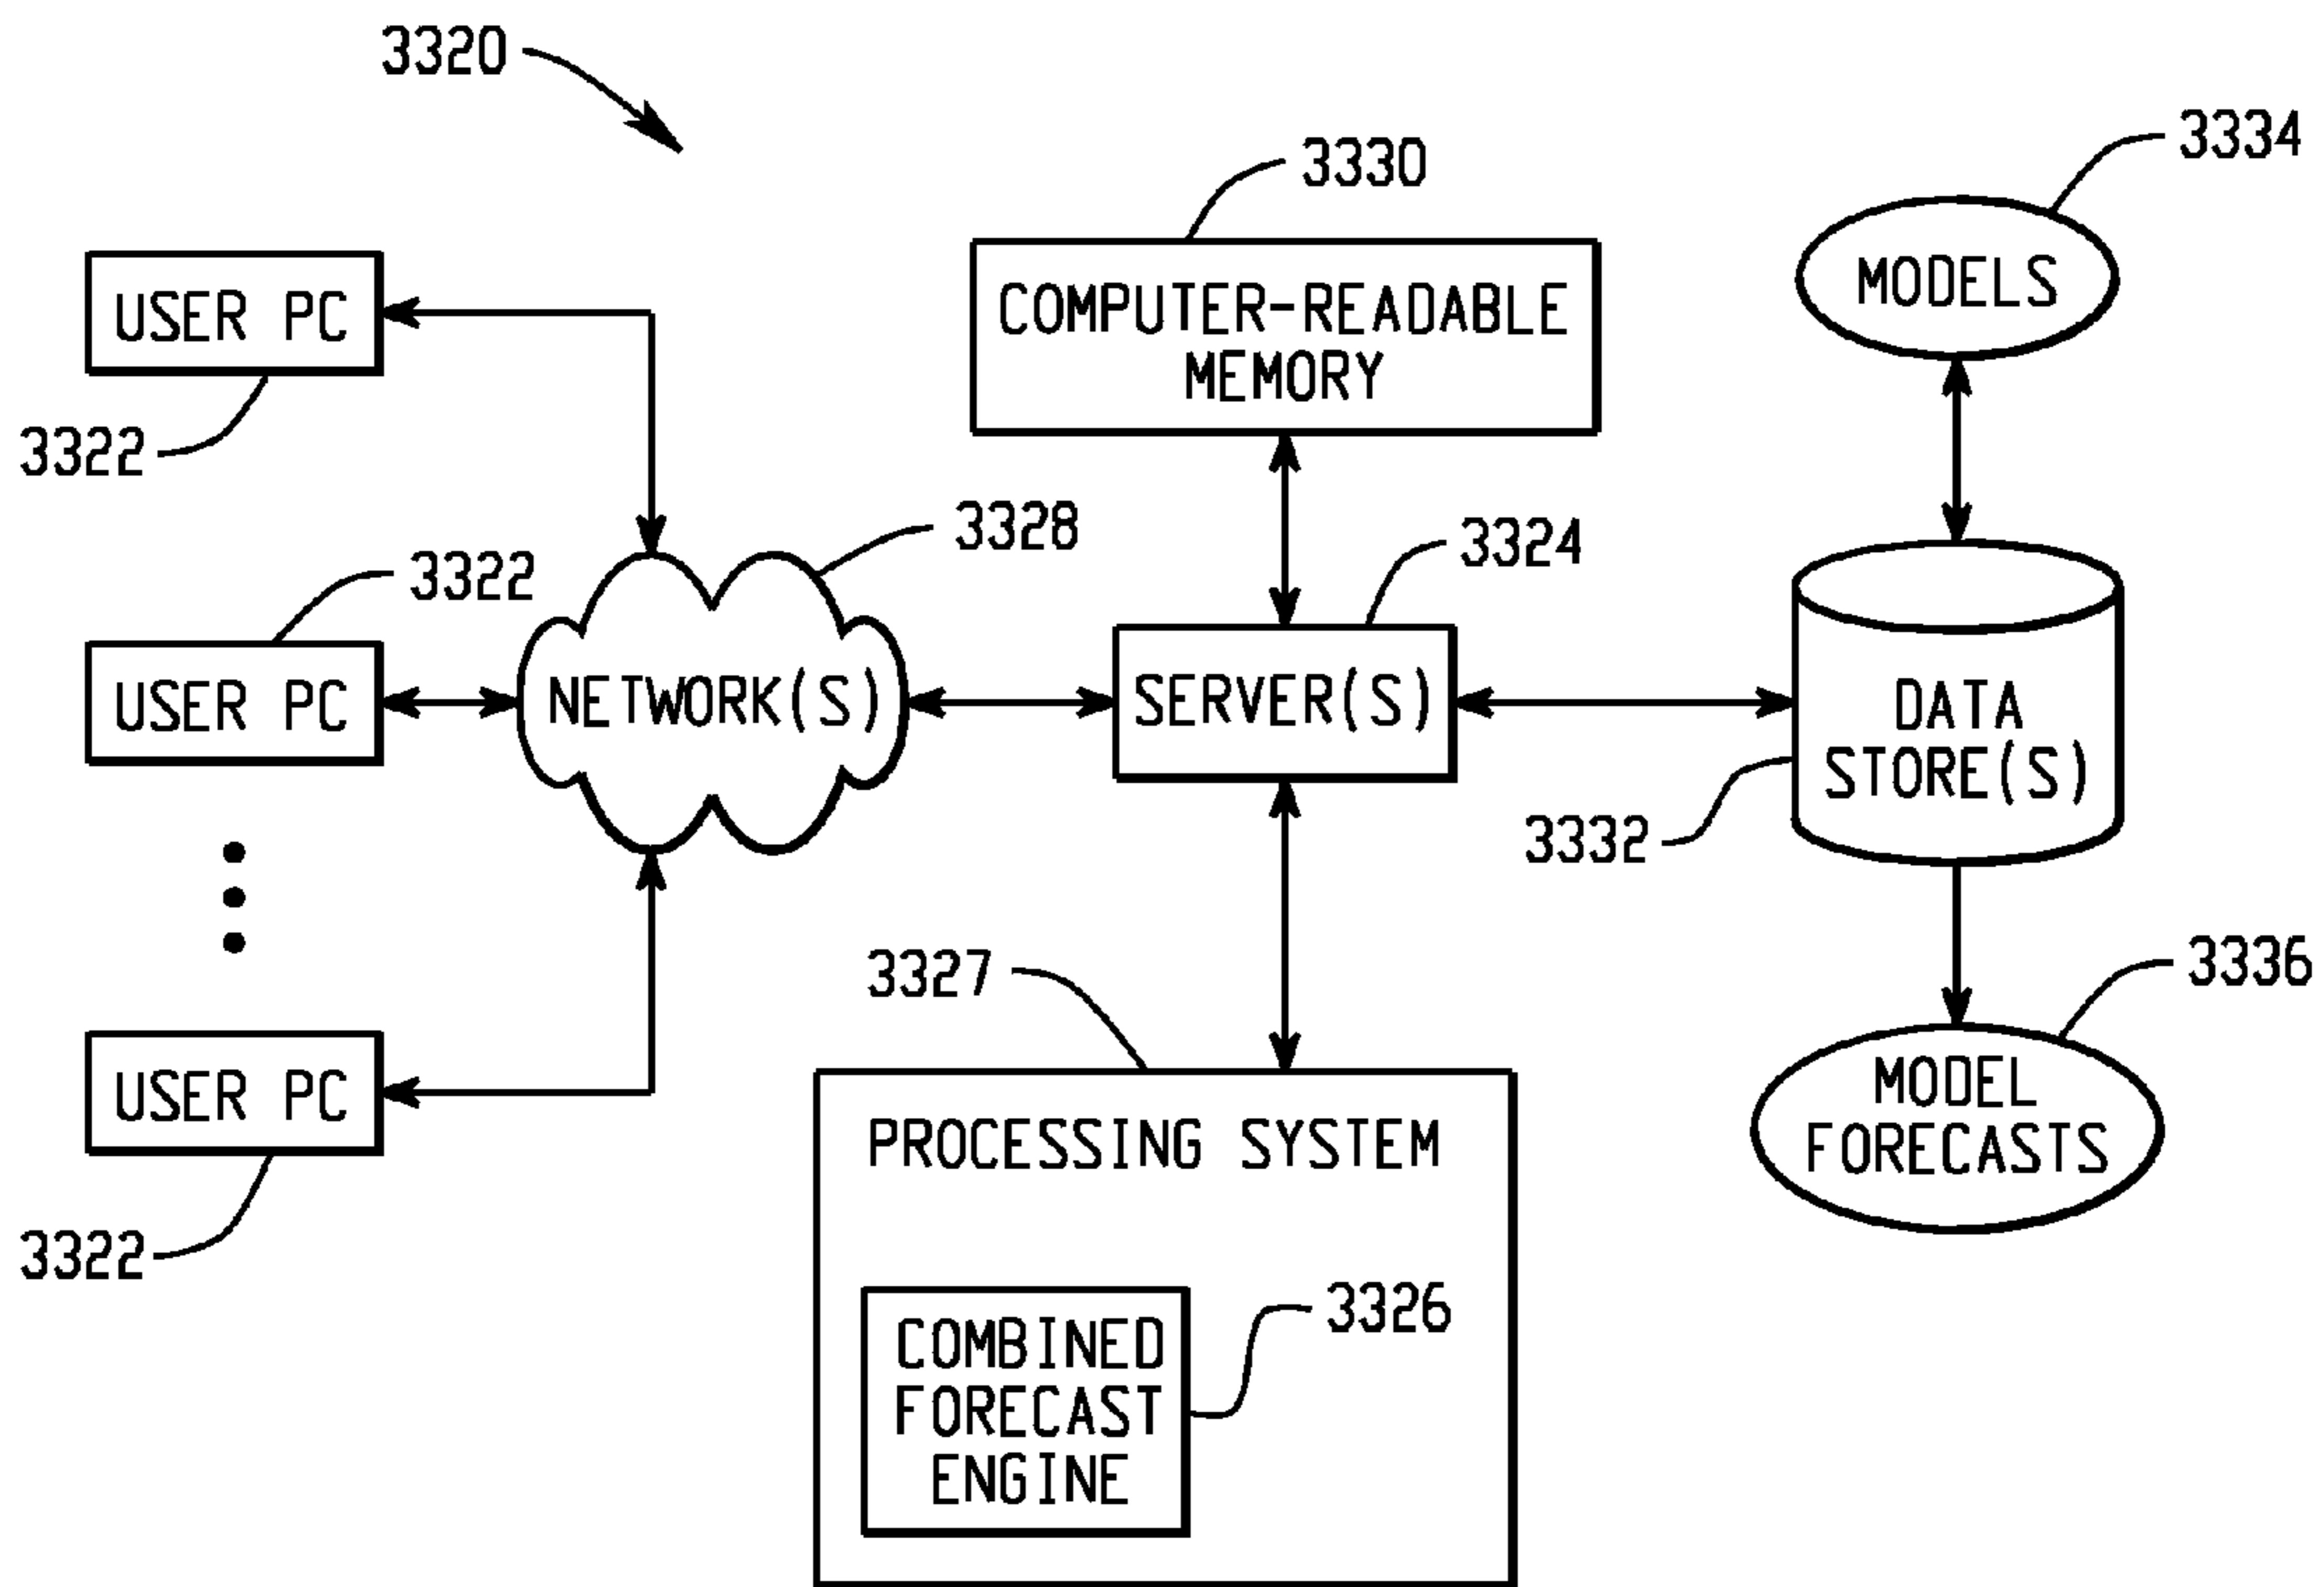 3320
3334
3330
MODELS
USER PC
COMPUTER-READABLE
MEMORY
3322
3328
3324
3322
USER PC
NETWORK(S)
SERVER(S)
DATA
STORE(S)
3332
3327
3336
USER PC
MODEL
FORECASTS
PROCESSING SYSTEM
3322
3326
COMBINED
FORECAST
ENGINE